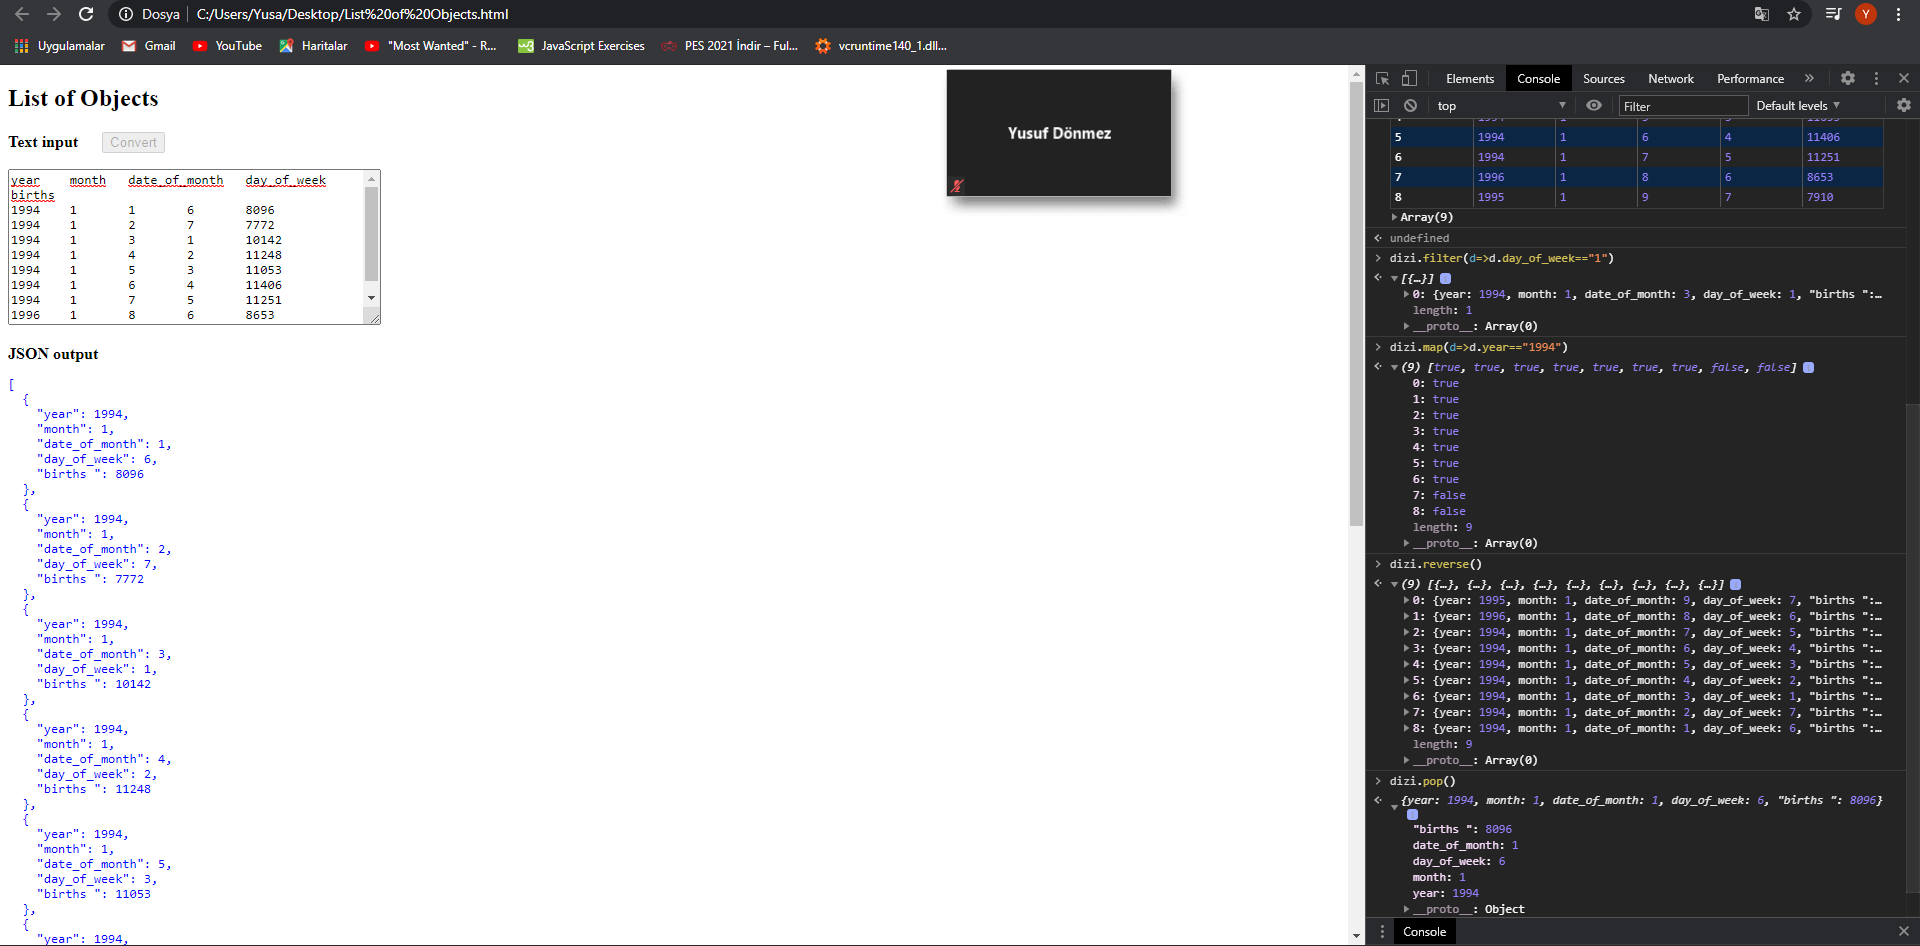 Dosya C:/Users/Yusa/Desktop/List%20of%20Objects.html Y
Uygulamalar Gmail YouTube Haritalar "Most Wanted" - R... JavaScript Exercises PES 2021 İndir – Ful... vcruntime140_1.dll...
List of Objects
Text input Convert
year month date_of_month day_of_week
births
1994 1 1 6 8096
1994 1 2 7 7772
1994 1 3 1 10142
1994 1 4 2 11248
1994 1 5 3 11053
1994 1 6 4 11406
1994 1 7 5 11251
1996 1 8 6 8653
JSON output
[
{
"year": 1994,
"month": 1,
"date_of_month": 1,
"day_of_week": 6,
"births ": 8096
},
{
"year": 1994,
"month": 1,
"date_of_month": 2,
"day_of_week": 7,
"births ": 7772
},
{
"year": 1994,
"month": 1,
"date_of_month": 3,
"day_of_week": 1,
"births ": 10142
},
{
"year": 1994,
"month": 1,
"date_of_month": 4,
"day_of_week": 2,
"births ": 11248
},
{
"year": 1994,
"month": 1,
"date_of_month": 5,
"day_of_week": 3,
"births ": 11053
},
{
"year": 1994,
Yusuf Dönmez
Elements Console Sources Network Performance »
top Filter Default levels
5 1994 1 6 4 11406
6 1994 1 7 5 11251
7 1996 1 8 6 8653
8 1995 1 9 7 7910
Array(9)
undefined
dizi.filter(d=>d.day_of_week=="1")
[{…}]
0: {year: 1994, month: 1, date_of_month: 3, day_of_week: 1, "births ":…
length: 1
__proto__: Array(0)
dizi.map(d=>d.year=="1994")
(9) [true, true, true, true, true, true, true, false, false]
0: true
1: true
2: true
3: true
4: true
5: true
6: true
7: false
8: false
length: 9
__proto__: Array(0)
dizi.reverse()
(9) [{…}, {…}, {…}, {…}, {…}, {…}, {…}, {…}, {…}]
0: {year: 1995, month: 1, date_of_month: 9, day_of_week: 7, "births ":…
1: {year: 1996, month: 1, date_of_month: 8, day_of_week: 6, "births ":…
2: {year: 1994, month: 1, date_of_month: 7, day_of_week: 5, "births ":…
3: {year: 1994, month: 1, date_of_month: 6, day_of_week: 4, "births ":…
4: {year: 1994, month: 1, date_of_month: 5, day_of_week: 3, "births ":…
5: {year: 1994, month: 1, date_of_month: 4, day_of_week: 2, "births ":…
6: {year: 1994, month: 1, date_of_month: 3, day_of_week: 1, "births ":…
7: {year: 1994, month: 1, date_of_month: 2, day_of_week: 7, "births ":…
8: {year: 1994, month: 1, date_of_month: 1, day_of_week: 6, "births ":…
length: 9
__proto__: Array(0)
dizi.pop()
{year: 1994, month: 1, date_of_month: 1, day_of_week: 6, "births ": 8096}
"births ": 8096
date_of_month: 1
day_of_week: 6
month: 1
year: 1994
__proto__: Object
Console